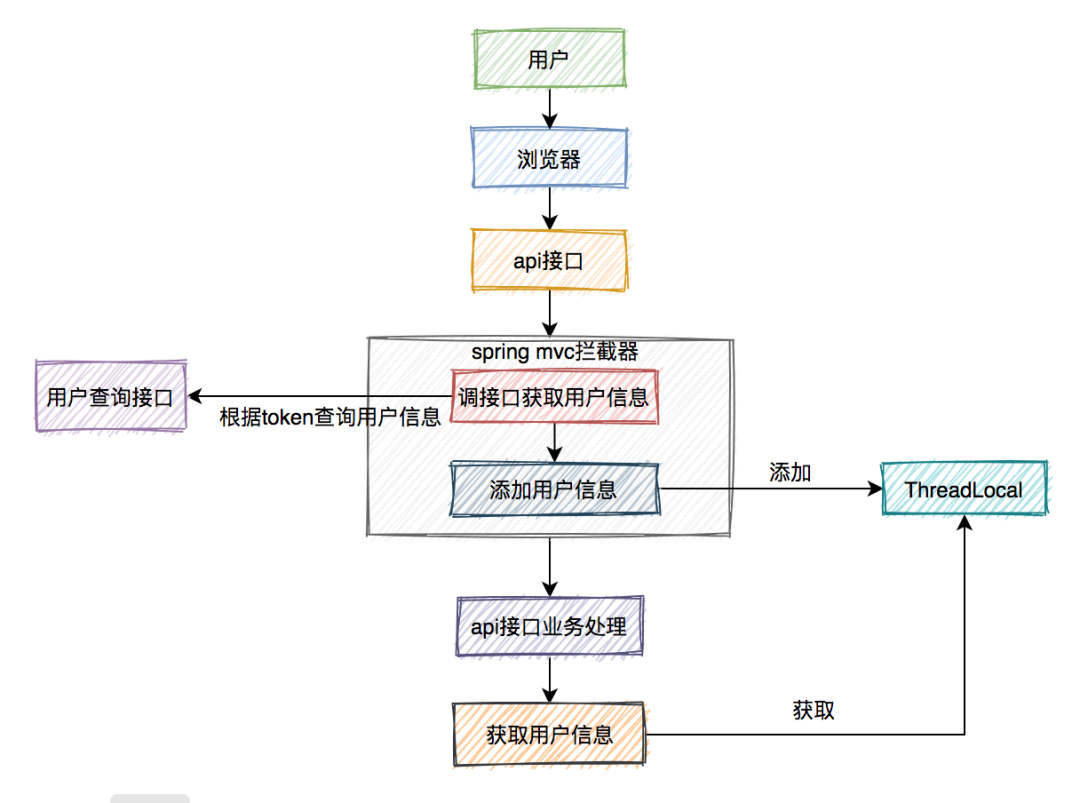 用户
浏览器
api接口
spring mvc拦截器
用户查询接口
调接口获取用户信息
根据token查询用户信息
添加用户信息
添加
ThreadLocal
api接口业务处理
获取用户信息
获取